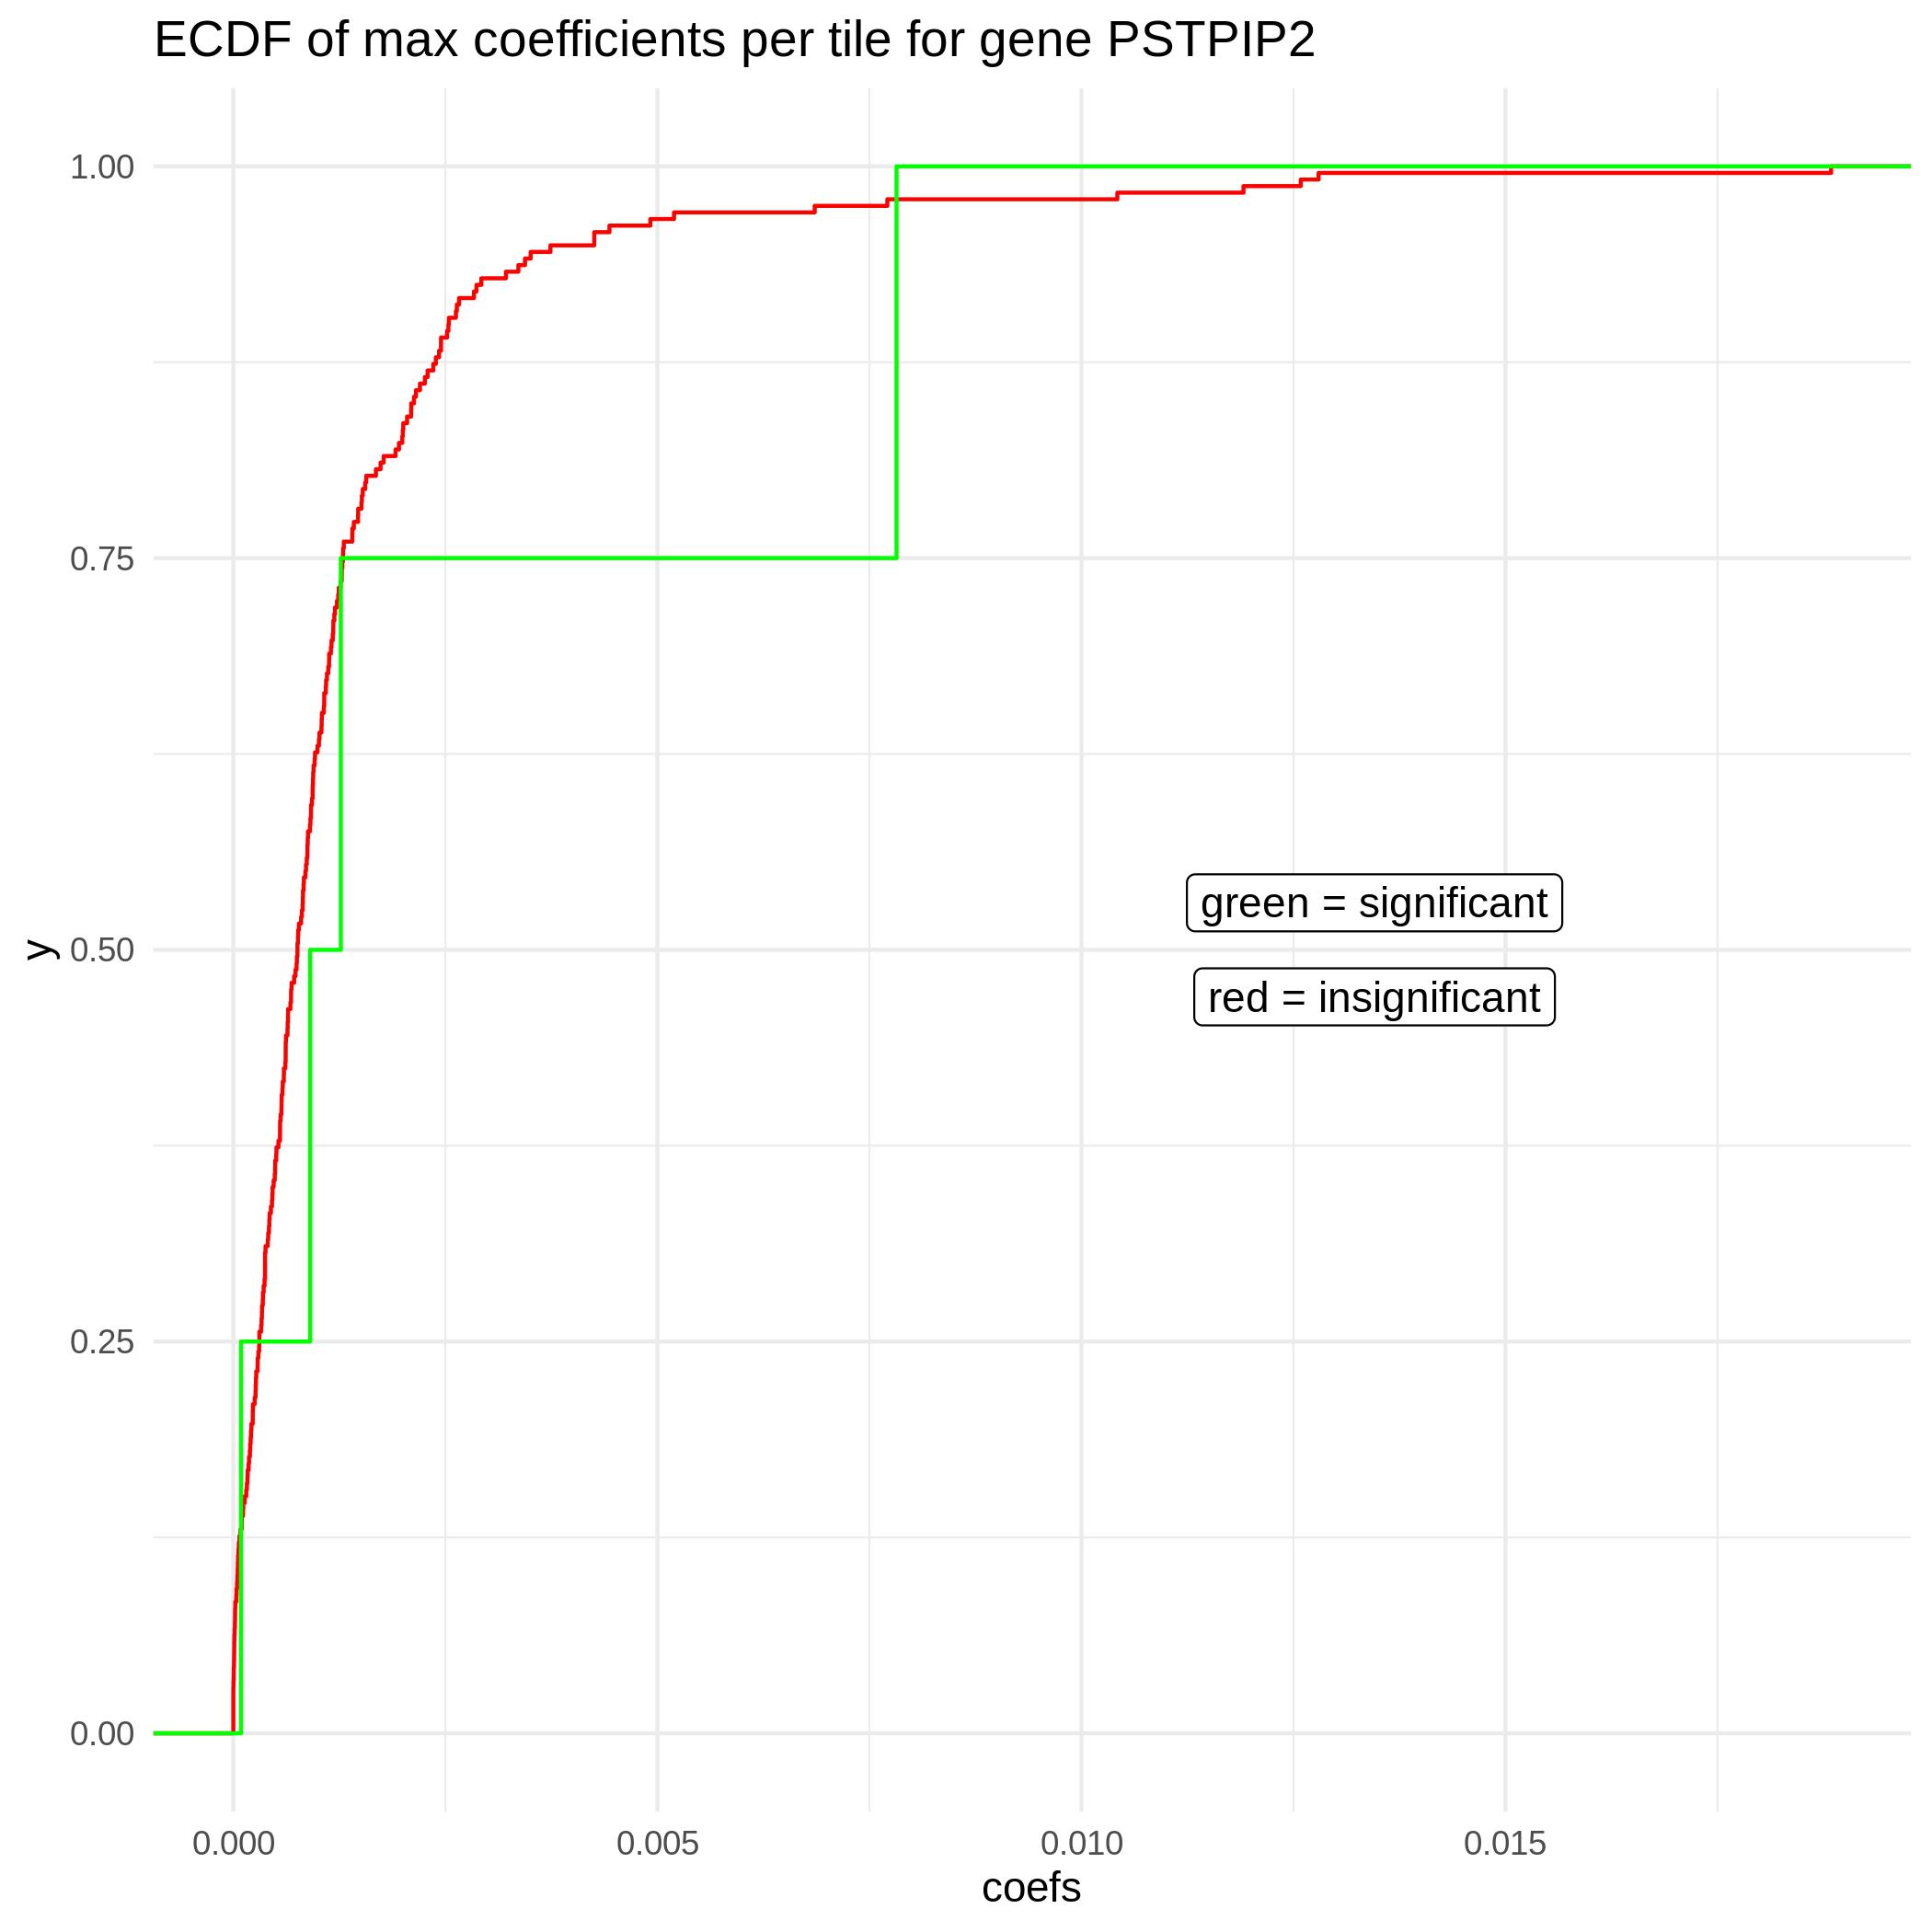 ECDF of max coefficients per tile for gene PSTPIP2
1.00
0.75
0.50
0.25
0.00
y
green = significant
red = insignificant
0.000 0.005 0.010 0.015
coefs